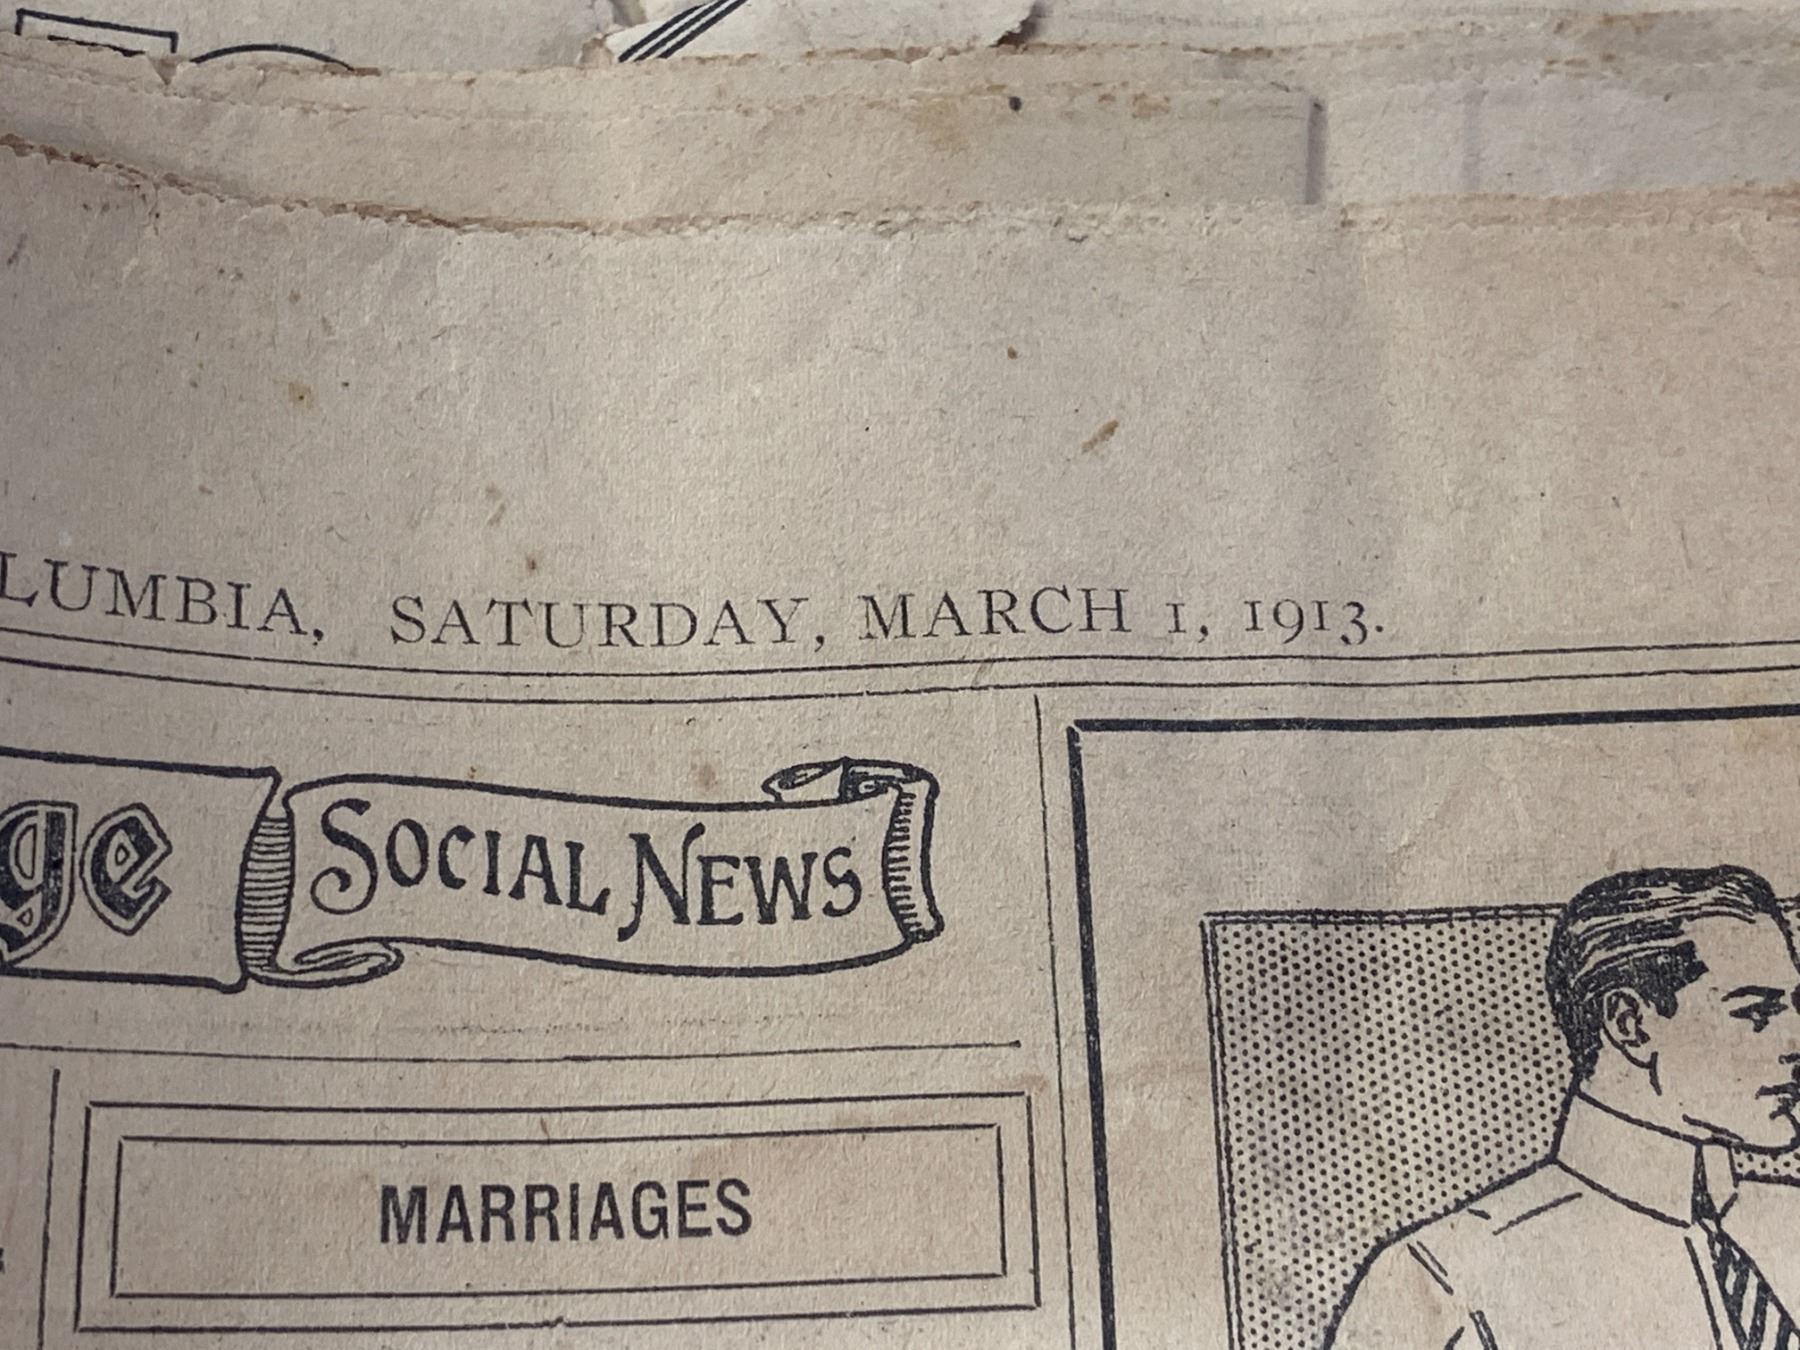 LUMBIA, SATURDAY, MARCH 1, 1913.
ge SOCIAL NEWS
MARRIAGES